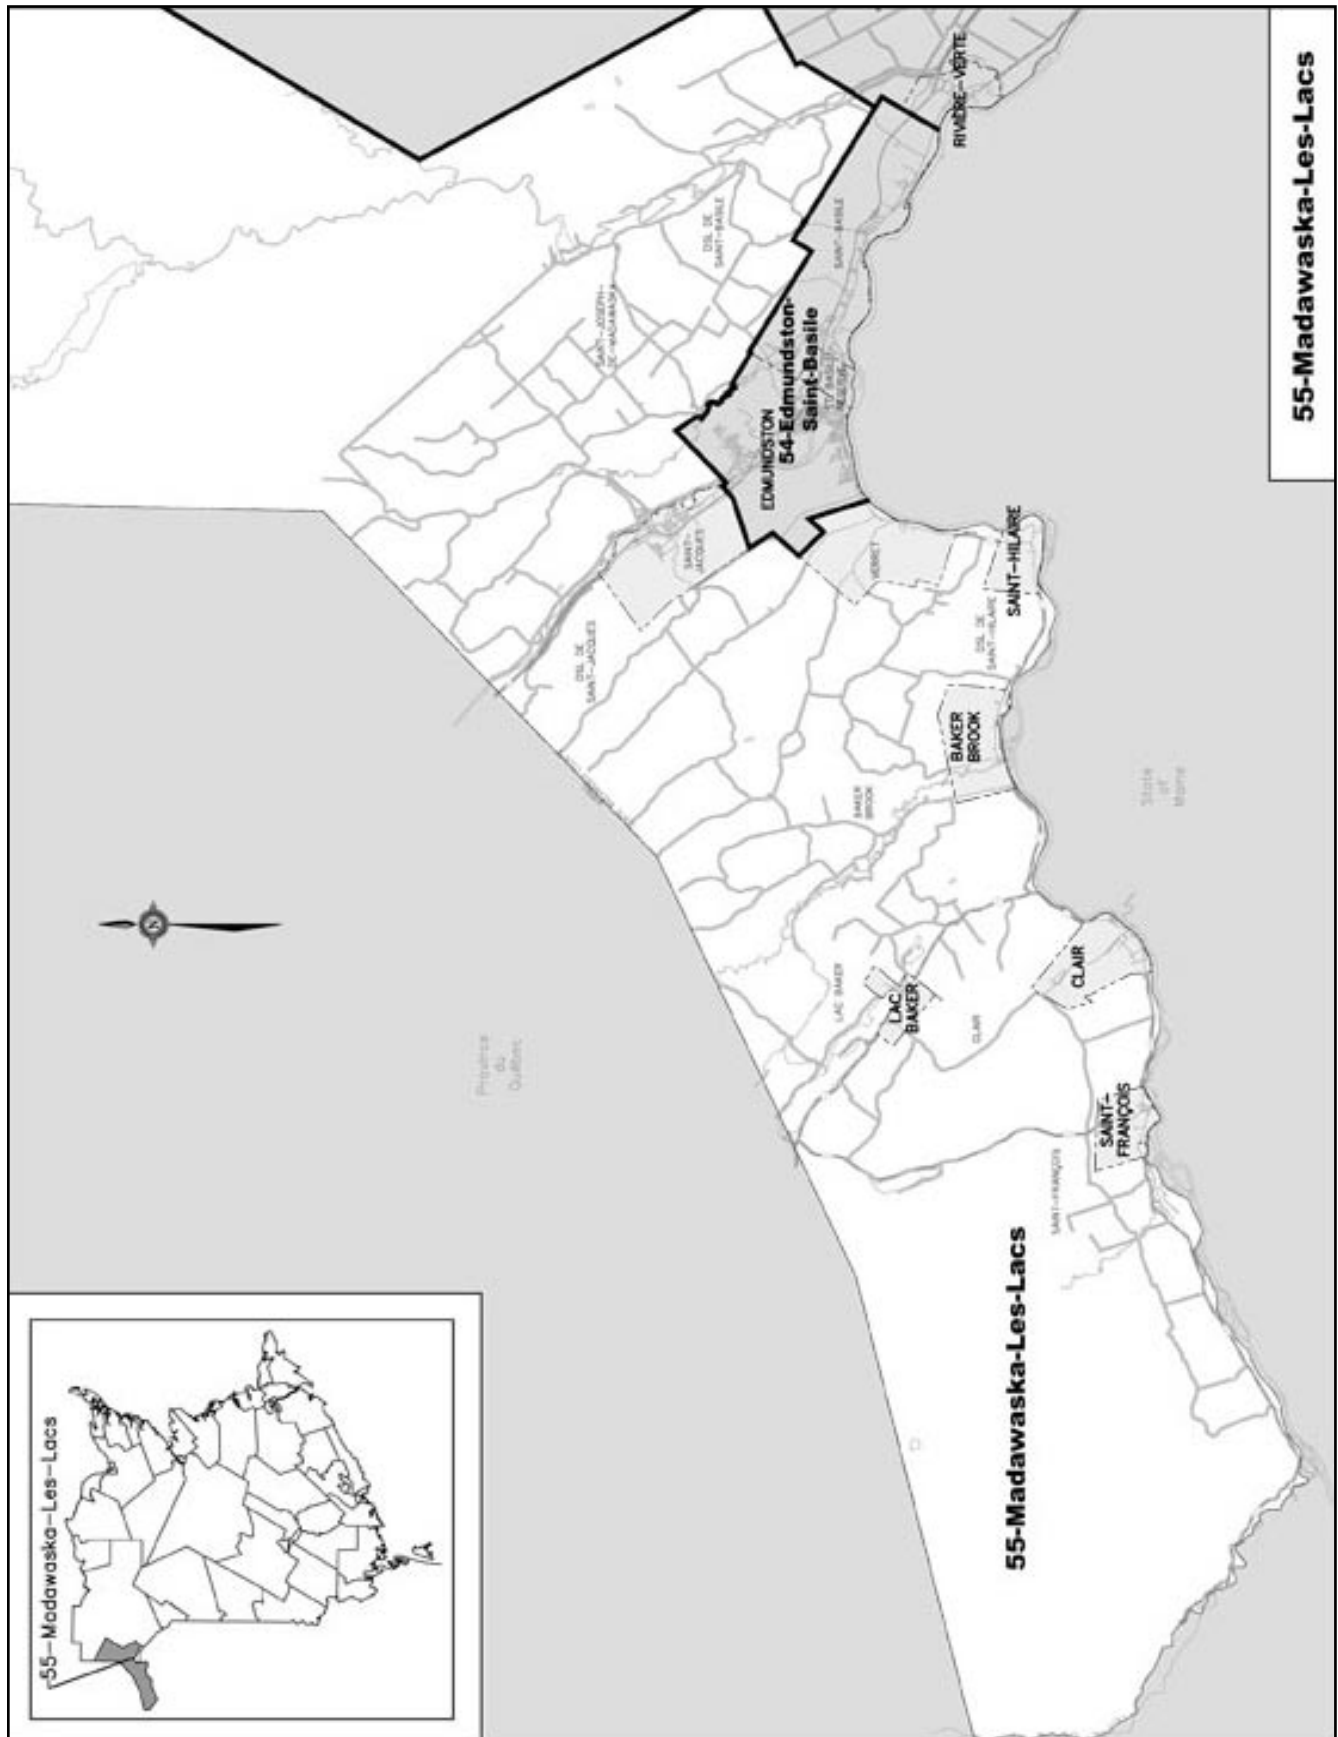 55-Madawaska-Les-Lacs
N
Province
du
Québec
DSL DE
SAINT-JACQUES
SAINT-
JACQUES
SAINT-JOSEPH-
DE-MADAWASKA
DSL DE
SAINT-BASILE
EDMUNDSTON
54-Edmundston-
Saint-Basile
SAINT-BASILE
RIVIÈRE-VERTE
LAC BAKER
LAC
BAKER
BAKER
BROOK
BAKER
BROOK
VERRET
DSL DE
SAINT-HILAIRE
SAINT-HILAIRE
CLAIR
CLAIR
SAINT-FRANÇOIS
SAINT-
FRANÇOIS
55-Madawaska-Les-Lacs
State
of
Maine
55-Madawaska-Les-Lacs